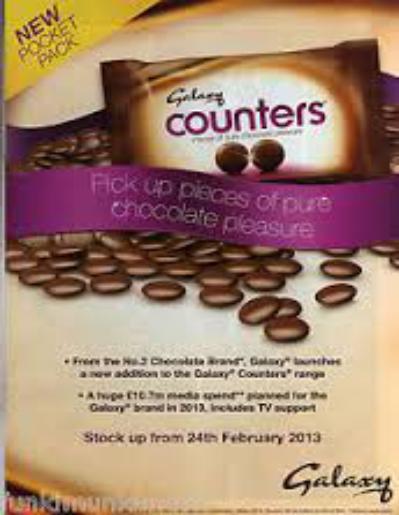 NEW
POCKET
PACK
Galaxy
counters
Pick up pieces of pure
chocolate pleasure
• From the No.2 Chocolate Brand*, Galaxy® launches
a new addition to the Galaxy® Counters® range
• A huge £10.7m media spend** planned for the
Galaxy® brand in 2013, includes TV support
Stock up from 24th February 2013
Galaxy